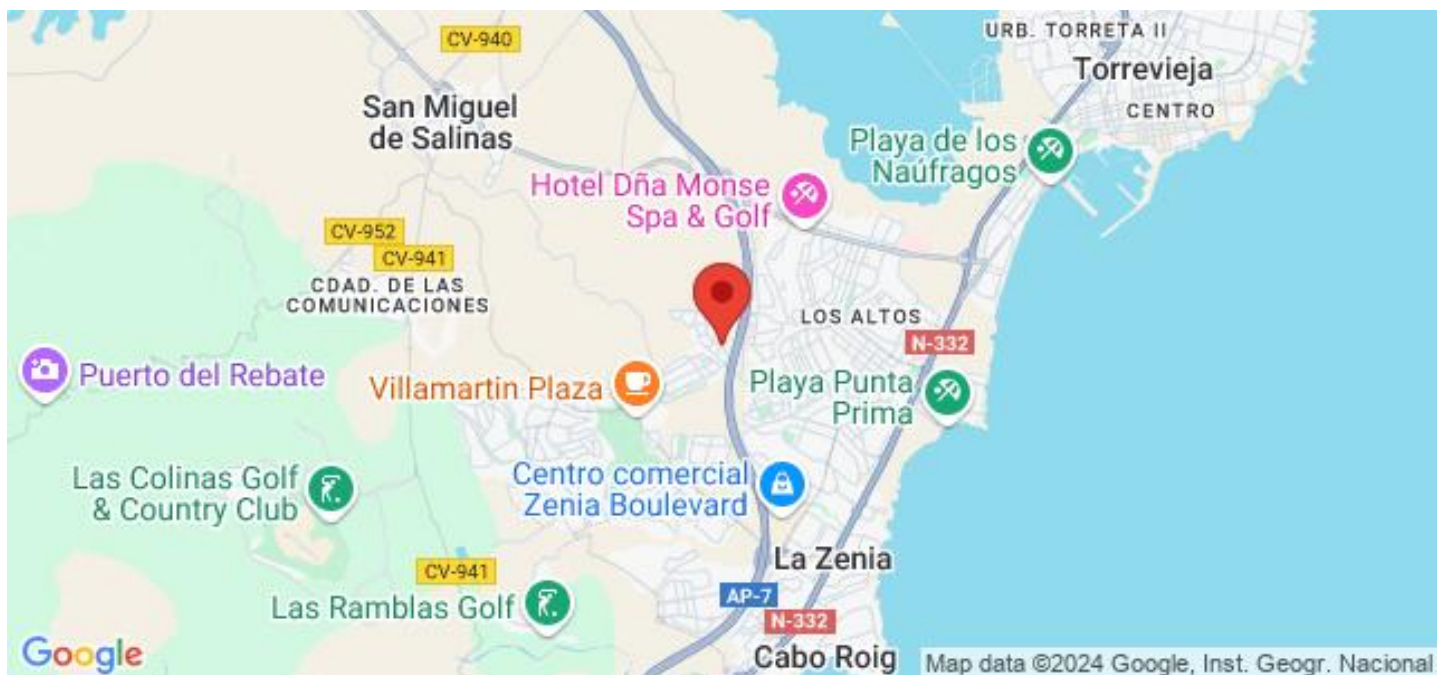 URB. TORRETA II
Torrevieja
CENTRO
CV-940
San Miguel
de Salinas
Playa de los
Naúfragos
Hotel Dña Monse
Spa & Golf
CV-952
CV-941
CDAD. DE LAS
COMUNICACIONES
LOS ALTOS
N-332
Puerto del Rebate
Villamartin Plaza
Playa Punta
Prima
Las Colinas Golf
& Country Club
Centro comercial
Zenia Boulevard
La Zenia
CV-941
AP-7
Las Ramblas Golf
N-332
Cabo Roig
Google
Map data ©2024 Google, Inst. Geogr. Nacional